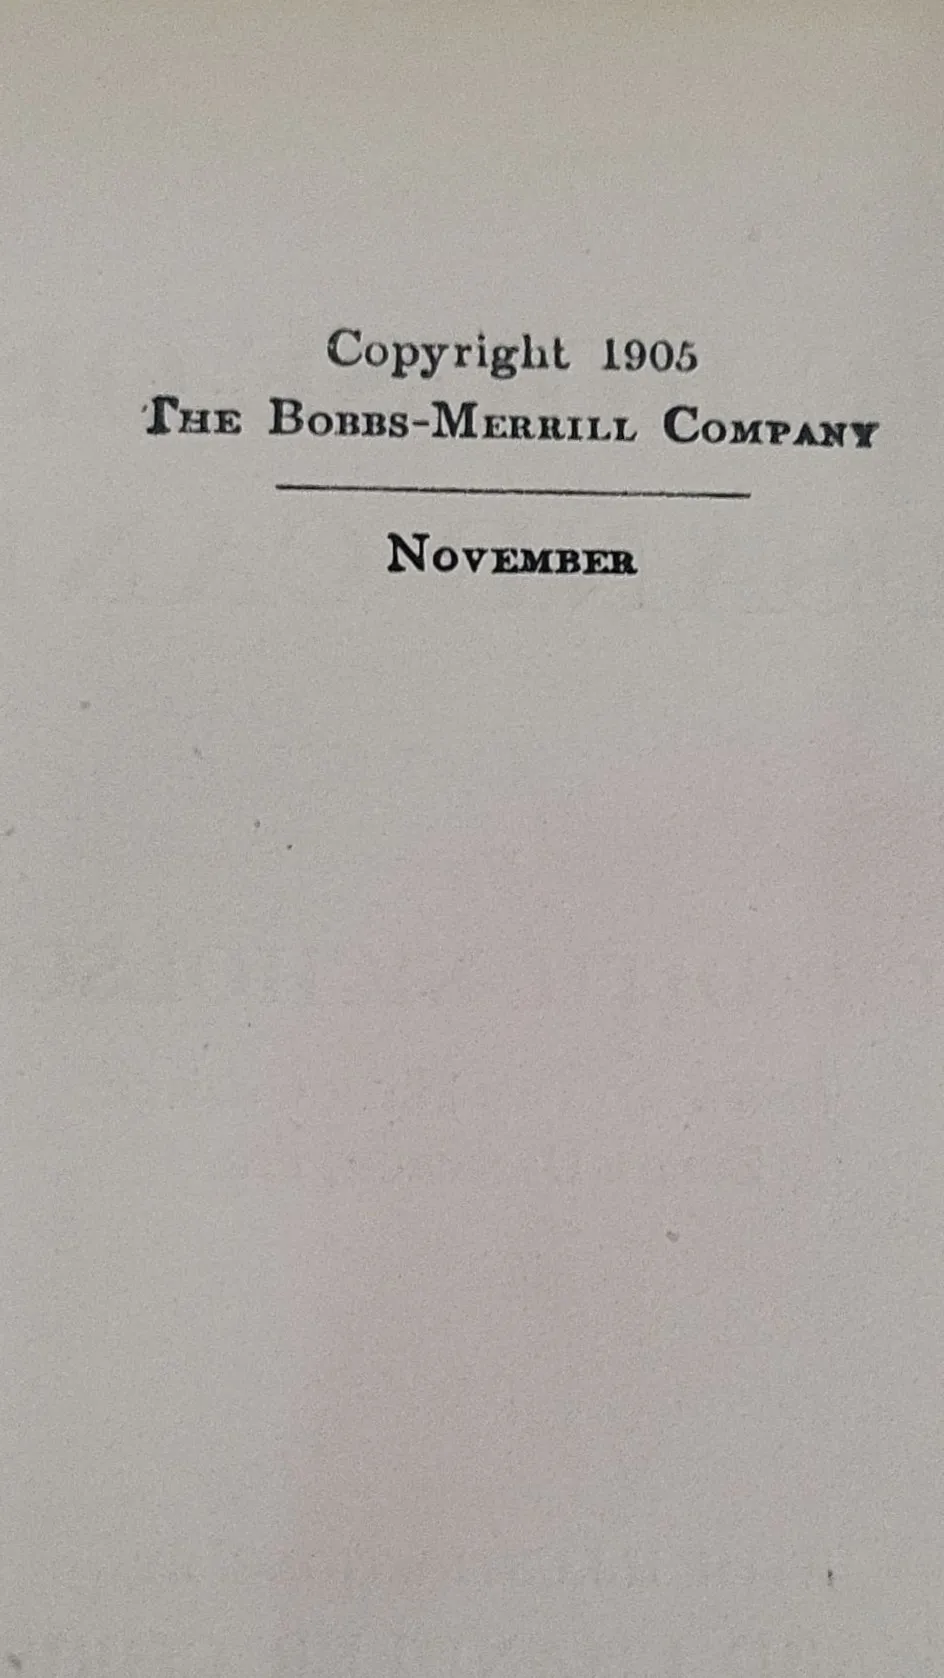 Copyright 1905
The Bobbs-Merrill Company
November